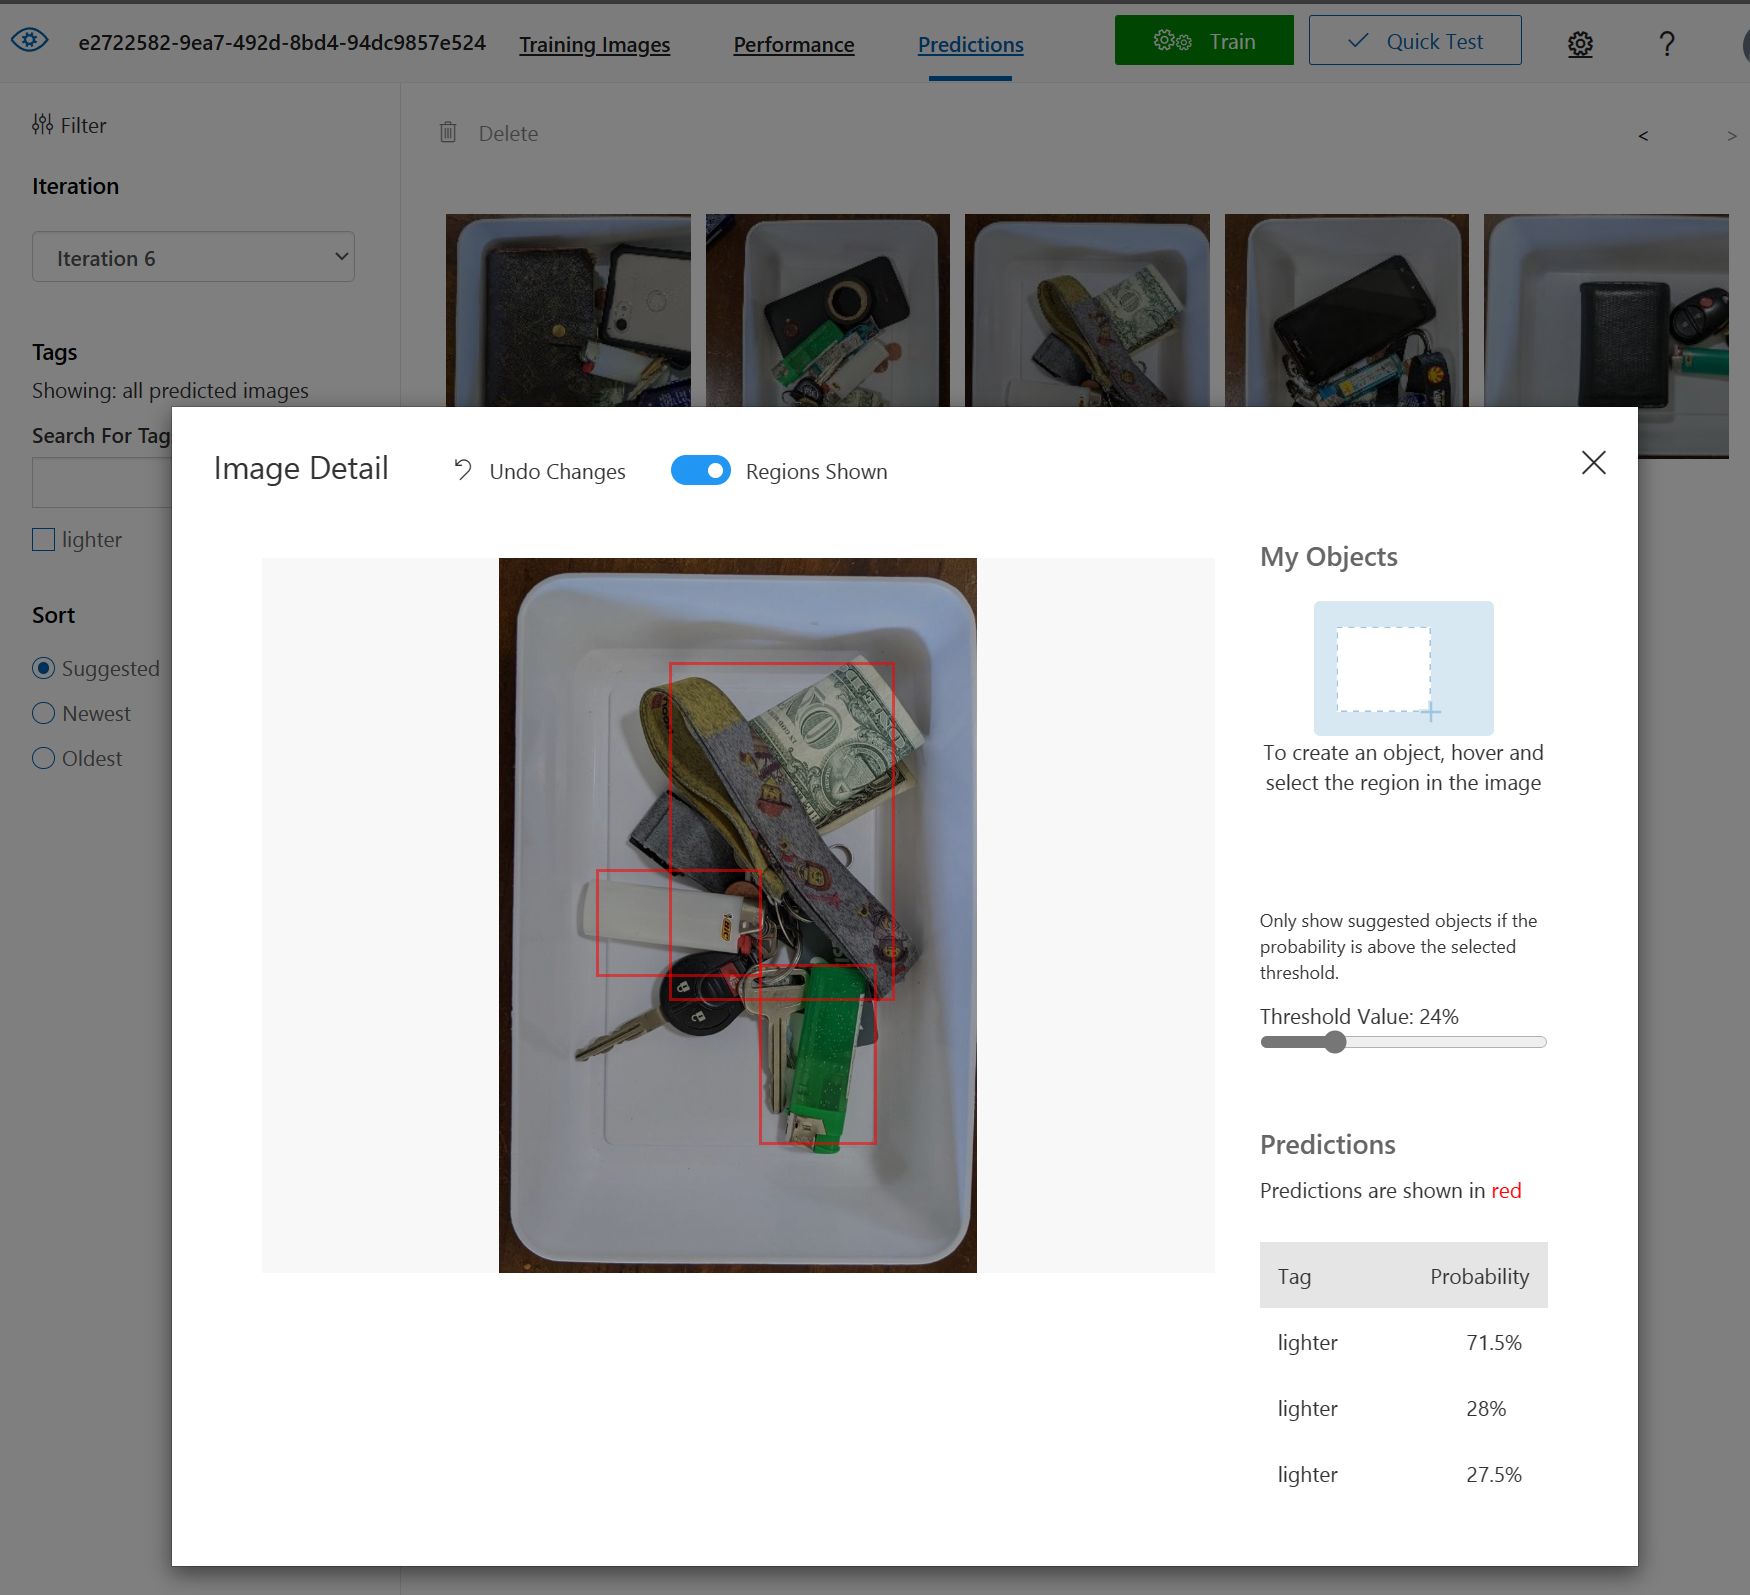 e2722582-9ea7-492d-8bd4-94dc9857e524 Training Images Performance Predictions Train Quick Test ?
Filter
Delete < >
Iteration
Iteration 6
Tags
Showing: all predicted images
Search For Tag
lighter
Sort
Suggested
Newest
Oldest
Image Detail Undo Changes Regions Shown
My Objects
To create an object, hover and
select the region in the image
Only show suggested objects if the
probability is above the selected
threshold.
Threshold Value: 24%
Predictions
Predictions are shown in red
Tag Probability
lighter 71.5%
lighter 28%
lighter 27.5%
BIC